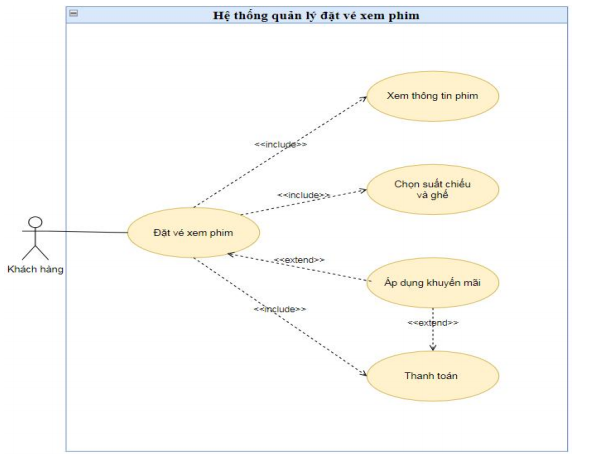 Hệ thống quản lý đặt vé xem phim
Xem thông tin phim
<<include>>
Chọn suất chiếu
và ghế
<<include>>
Đặt vé xem phim
Khách hàng
<<extend>>
Áp dụng khuyến mãi
<<include>>
<<extend>>
Thanh toán